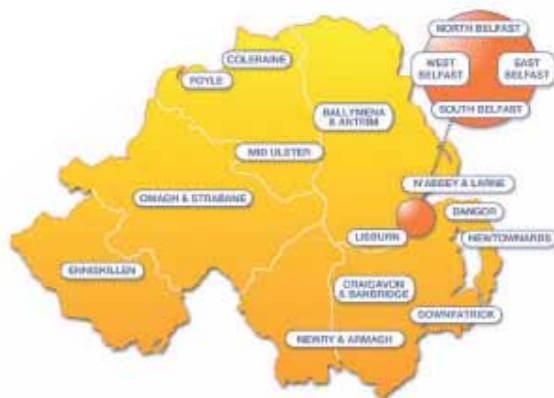 NORTH BELFAST
WEST
BELFAST
EAST
BELFAST
SOUTH BELFAST
COLERAINE
FOYLE
BALLYMENA
& ANTRIM
MID ULSTER
N'ABBEY & LARNE
OMAGH & STRABANE
BANGOR
LISBURN
NEWTOWNARDS
ENNISKILLEN
CRAIGAVON
& BANBRIDGE
DOWNPATRICK
NEWRY & ARMAGH